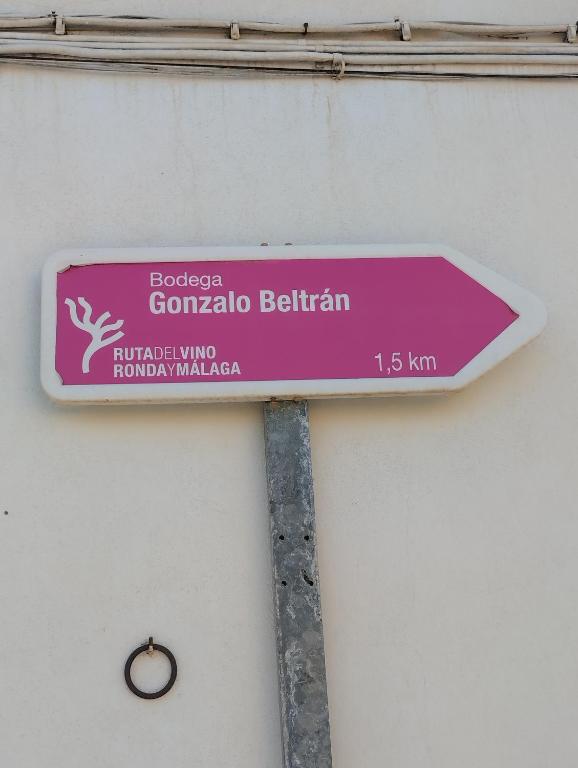 Bodega
Gonzalo Beltrán
RUTADELVINO
RONDAYMÁLAGA
1,5 km